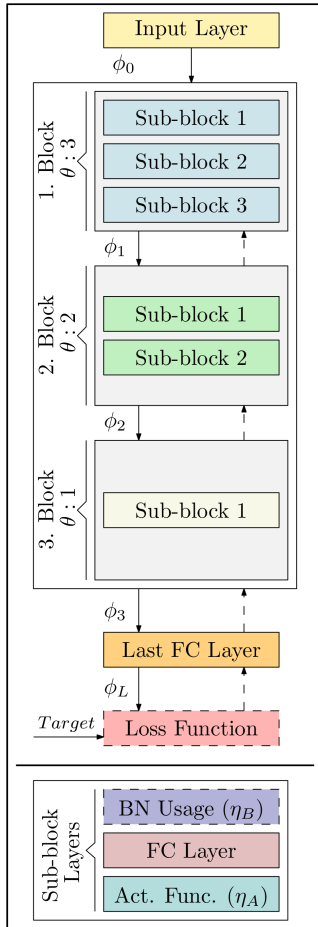 Input Layer
ϕ0
1. Block
θ : 3
Sub-block 1
Sub-block 2
Sub-block 3
ϕ1
2. Block
θ : 2
Sub-block 1
Sub-block 2
ϕ2
3. Block
θ : 1
Sub-block 1
ϕ3
Last FC Layer
ϕL
Target
Loss Function
Sub-block
Layers
BN Usage (ηB)
FC Layer
Act. Func. (ηA)